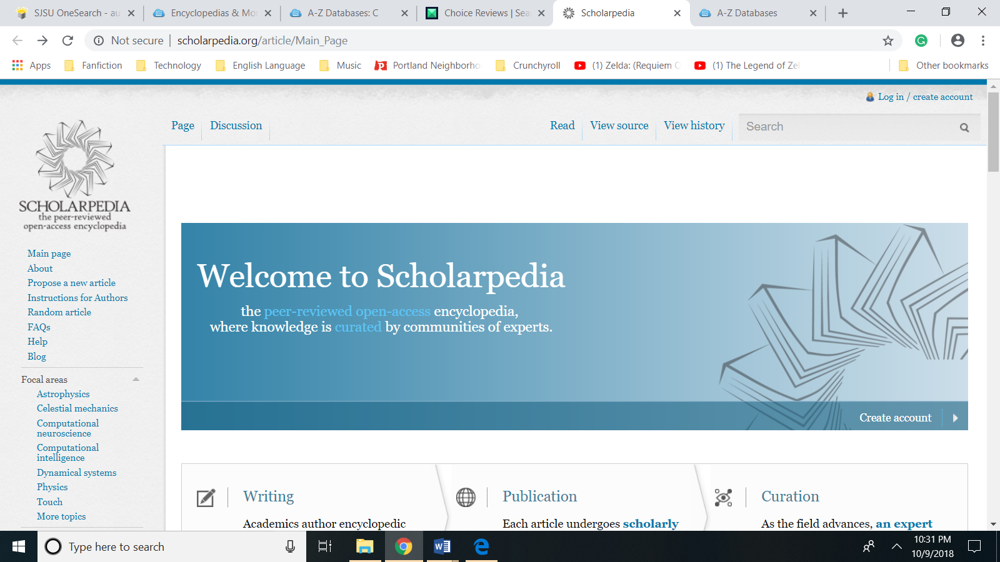 SJSU OneSearch - au
Encyclopedias & Mo
A-Z Databases: C
Choice Reviews | Sea
Scholarpedia
A-Z Databases
Not secure | scholarpedia.org/article/Main_Page
Apps
Fanfiction
Technology
English Language
Music
Portland Neighborho
Crunchyroll
(1) Zelda: (Requiem C
(1) The Legend of Zel
Other bookmarks
Log in / create account
Page
Discussion
Read
View source
View history
Search
SCHOLARPEDIA
the peer-reviewed
open-access encyclopedia
Main page
About
Propose a new article
Instructions for Authors
Random article
FAQs
Help
Blog
Focal areas
Astrophysics
Celestial mechanics
Computational
neuroscience
Computational
intelligence
Dynamical systems
Physics
Touch
More topics
Welcome to Scholarpedia
the peer-reviewed open-access encyclopedia,
where knowledge is curated by communities of experts.
Create account
Writing
Academics author encyclopedic
Publication
Each article undergoes scholarly
Curation
As the field advances, an expert
Type here to search
10:31 PM
10/9/2018